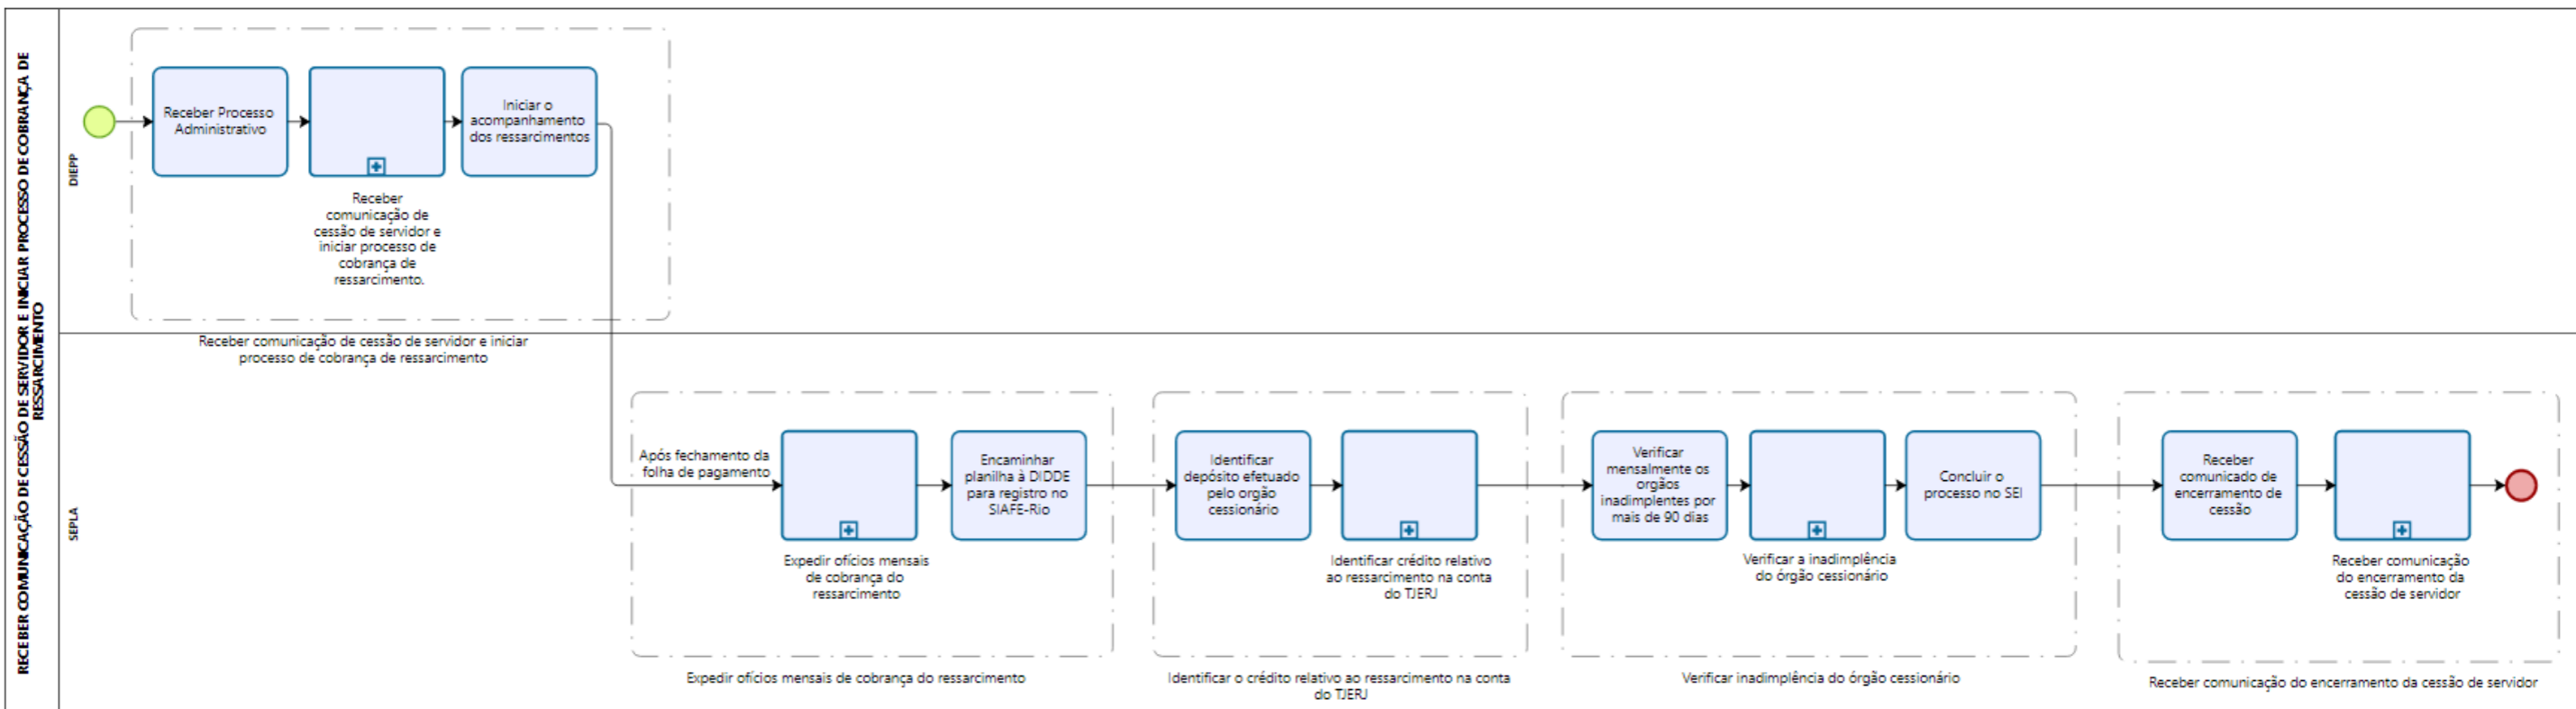 RECEBER COMUNICAÇÃO DE CESSÃO DE SERVIDOR E INICIAR PROCESSO DE COBRANÇA DE
RESSARCIMENTO
DIEPP
Receber Processo
Administrativo
Receber
comunicação de
cessão de servidor e
iniciar processo de
cobrança de
ressarcimento.
Iniciar o
acompanhamento
dos ressarcimentos
Receber comunicação de cessão de servidor e iniciar
processo de cobrança de ressarcimento
SEPLA
Após fechamento da
folha de pagamento
Expedir ofícios mensais
de cobrança do
ressarcimento
Encaminhar
planilha à DIDDE
para registro no
SIAFE-Rio
Expedir ofícios mensais de cobrança do ressarcimento
Identificar
depósito efetuado
pelo orgão
cessionário
Identificar crédito relativo
ao ressarcimento na conta
do TJERJ
Identificar o crédito relativo ao ressarcimento na conta
do TJERJ
Verificar
mensalmente os
orgãos
inadimplentes por
mais de 90 dias
Verificar a inadimplência
do órgão cessionário
Concluir o
processo no SEI
Verificar inadimplência do órgão cessionário
Receber
comunicado de
encerramento de
cessão
Receber comunicação
do encerramento da
cessão de servidor
Receber comunicação do encerramento da cessão de servidor